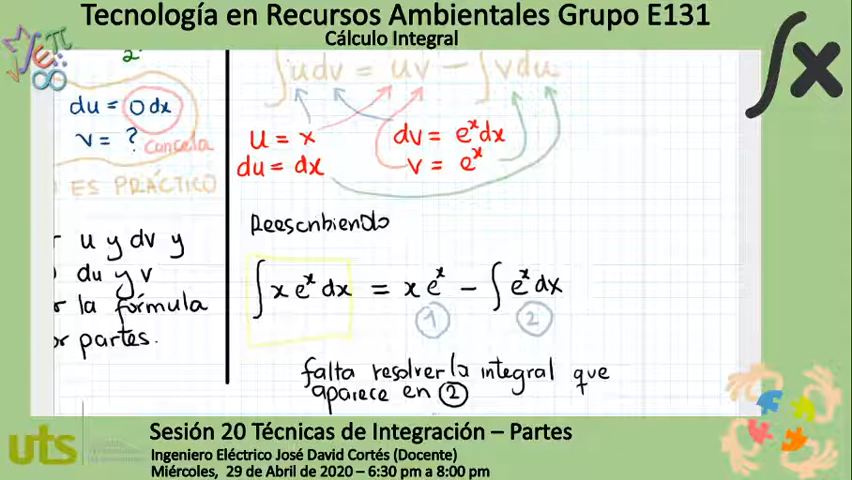 Tecnología en Recursos Ambientales Grupo E131
Cálculo Integral
2
du = 0 dx
v = ?
Cancela
ES PRÁCTICO
u y dv y
du y v
la fórmula
partes.
∫udv = uv − ∫vdu
u = x
dv = e^x dx
du = dx
v = e^x
Reescribiendo
∫ x e^x dx = x e^x − ∫ e^x dx
1
2
falta resolver la integral que
aparece en 2
uts
Sesión 20 Técnicas de Integración – Partes
Ingeniero Eléctrico José David Cortés (Docente)
Miércoles, 29 de Abril de 2020 – 6:30 pm a 8:00 pm
∫x